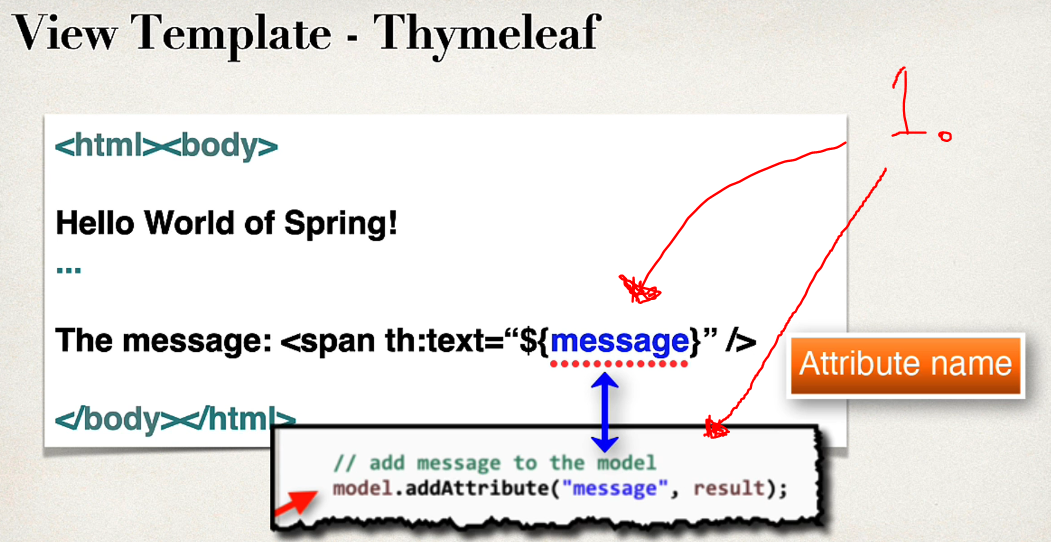 View Template - Thymeleaf
1.
<html><body>
Hello World of Spring!
...
The message: <span th:text=“${message}” />
Attribute name
</body></html>
// add message to the model
model.addAttribute("message", result);